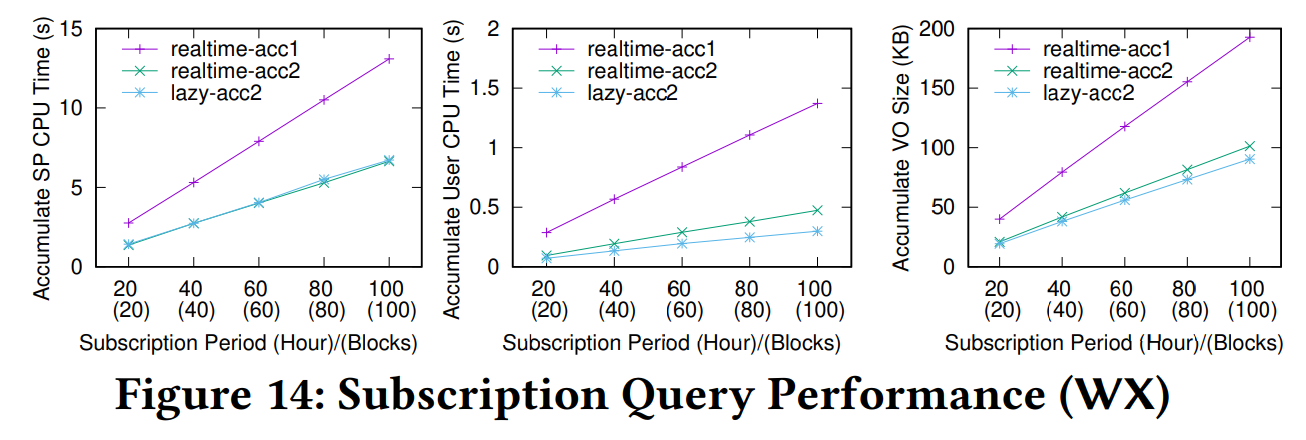 Accumulate SP CPU Time (s)
15
10
5
0
realtime-acc1
realtime-acc2
lazy-acc2
20 40 60 80 100
(20) (40) (60) (80) (100)
Subscription Period (Hour)/(Blocks)
Accumulate User CPU Time (s)
2
1.5
1
0.5
0
realtime-acc1
realtime-acc2
lazy-acc2
20 40 60 80 100
(20) (40) (60) (80) (100)
Subscription Period (Hour)/(Blocks)
Accumulate VO Size (KB)
200
150
100
50
0
realtime-acc1
realtime-acc2
lazy-acc2
20 40 60 80 100
(20) (40) (60) (80) (100)
Subscription Period (Hour)/(Blocks)
Figure 14: Subscription Query Performance (WX)